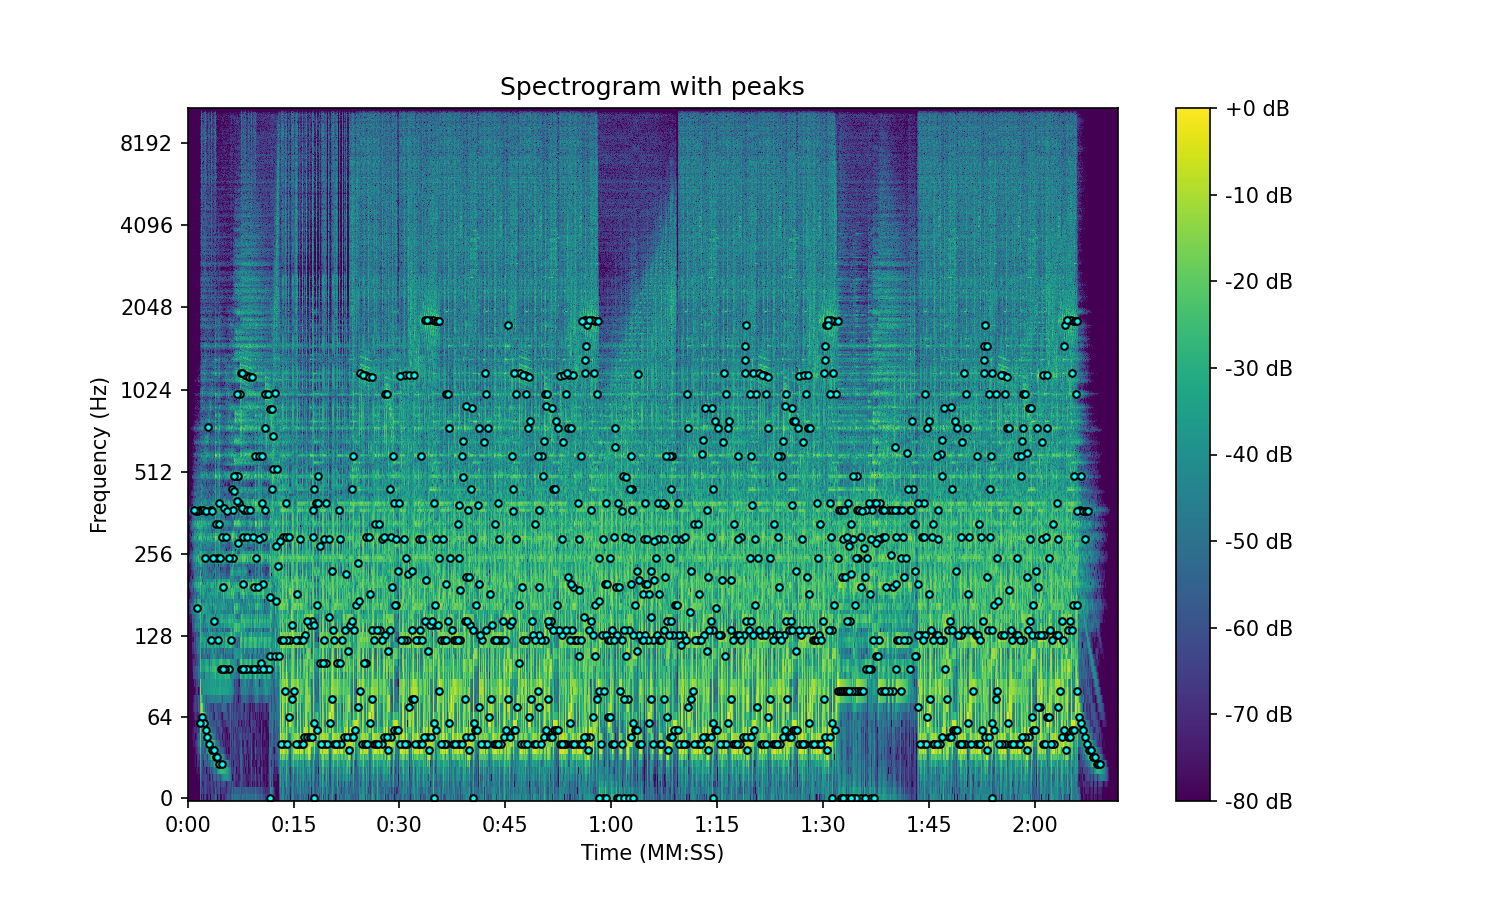 Spectrogram with peaks
8192
4096
2048
1024
512
256
128
64
0
Frequency (Hz)
0:00 0:15 0:30 0:45 1:00 1:15 1:30 1:45 2:00
Time (MM:SS)
+0 dB
-10 dB
-20 dB
-30 dB
-40 dB
-50 dB
-60 dB
-70 dB
-80 dB